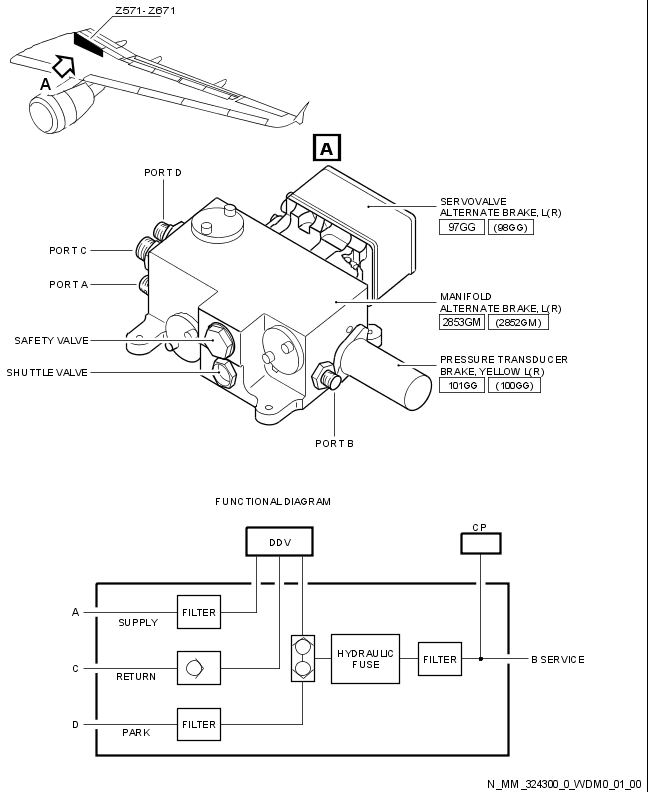 Z571-Z671
A
A
PORT D
SERVOVALVE
ALTERNATE BRAKE, L(R)
97GG (98GG)
PORT C
PORT A
MANIFOLD
ALTERNATE BRAKE, L(R)
2853GM (2852GM)
SAFETY VALVE
PRESSURE TRANSDUCER
BRAKE, YELLOW L(R)
101GG (100GG)
SHUTTLE VALVE
PORT B
FUNCTIONAL DIAGRAM
CP
DDV
A
SUPPLY
FILTER
HYDRAULIC
FUSE
FILTER
B SERVICE
C
RETURN
D
PARK
FILTER
N_MM_324300_0_VVDM0_01_00